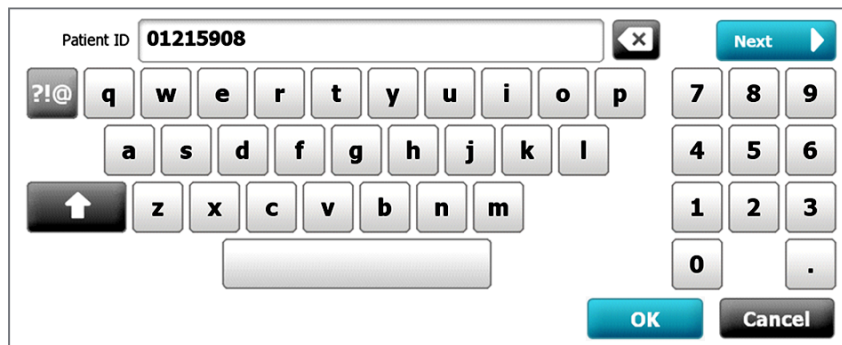 Patient ID 01215908 Next
?!@ q w e r t y u i o p 7 8 9
a s d f g h j k l 4 5 6
z x c v b n m 1 2 3
0 .
OK Cancel